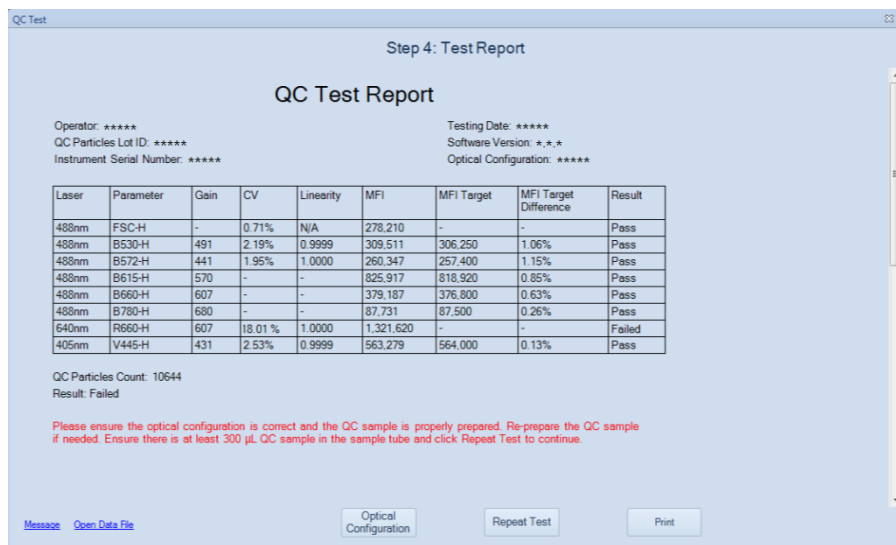 QC Test
Step 4: Test Report
QC Test Report
Operator: *****
Testing Date: *****
QC Particles Lot ID: *****
Software Version: *.*.*
Instrument Serial Number: *****
Optical Configuration: *****
Laser Parameter Gain CV Linearity MFI MFI Target MFI Target Difference Result
488nm FSC-H - 0.71% N/A 278,210 - - Pass
488nm B530-H 491 2.19% 0.9999 309,511 306,250 1.06% Pass
488nm B572-H 441 1.95% 1.0000 260,347 257,400 1.15% Pass
488nm B615-H 570 - - 825,917 818,920 0.85% Pass
488nm B660-H 607 - - 379,187 376,800 0.63% Pass
488nm B780-H 680 - - 87,731 87,500 0.26% Pass
640nm R660-H 607 18.01 % 1.0000 1,321,620 - - Failed
405nm V445-H 431 2.53% 0.9999 563,279 564,000 0.13% Pass
QC Particles Count: 10644
Result: Failed
Please ensure the optical configuration is correct and the QC sample is properly prepared. Re-prepare the QC sample
if needed. Ensure there is at least 300 µL QC sample in the sample tube and click Repeat Test to continue.
Message Open Data File
Optical Configuration
Repeat Test
Print